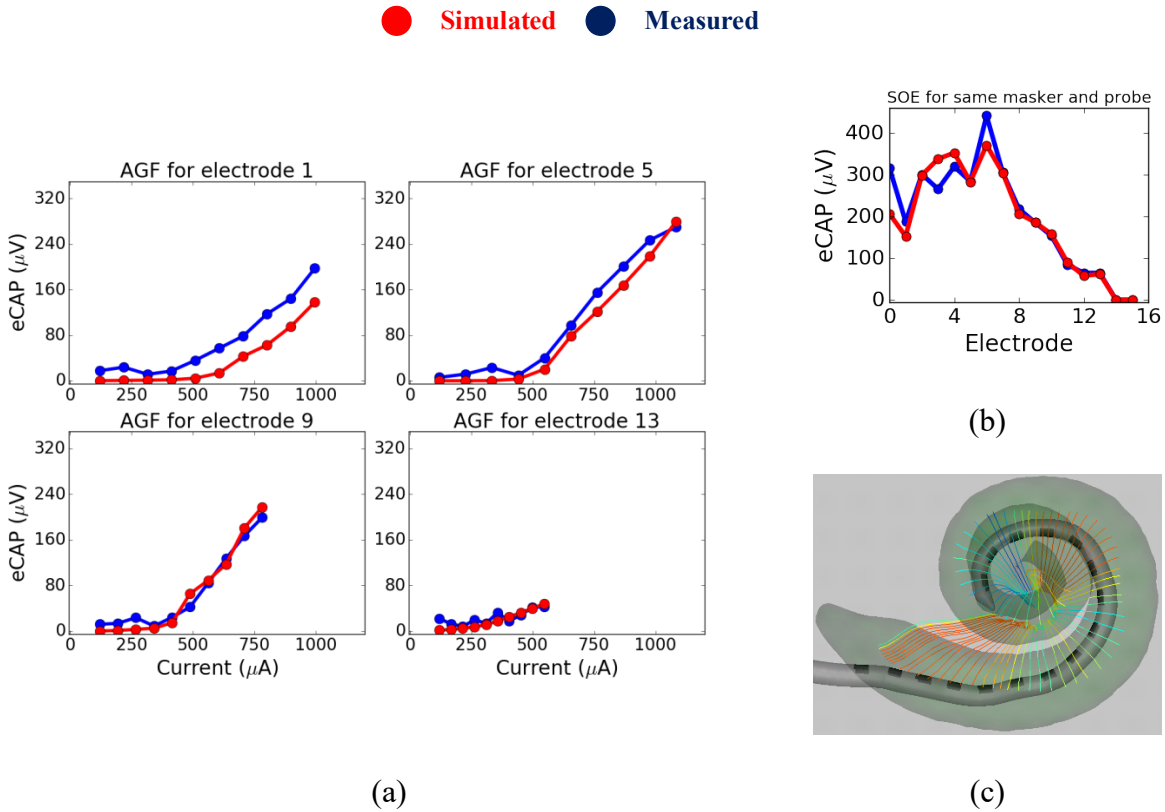 Simulated Measured
AGF for electrode 1
AGF for electrode 5
eCAP (μV)
320
240
160
80
0
0 250 500 750 1000
320
240
160
80
0
0 250 500 750 1000
AGF for electrode 9
AGF for electrode 13
eCAP (μV)
320
240
160
80
0
0 250 500 750 1000
Current (μA)
320
240
160
80
0
0 250 500 750 1000
Current (μA)
(a)
SOE for same masker and probe
eCAP (μV)
400
300
200
100
0
0 4 8 12 16
Electrode
(b)
(c)